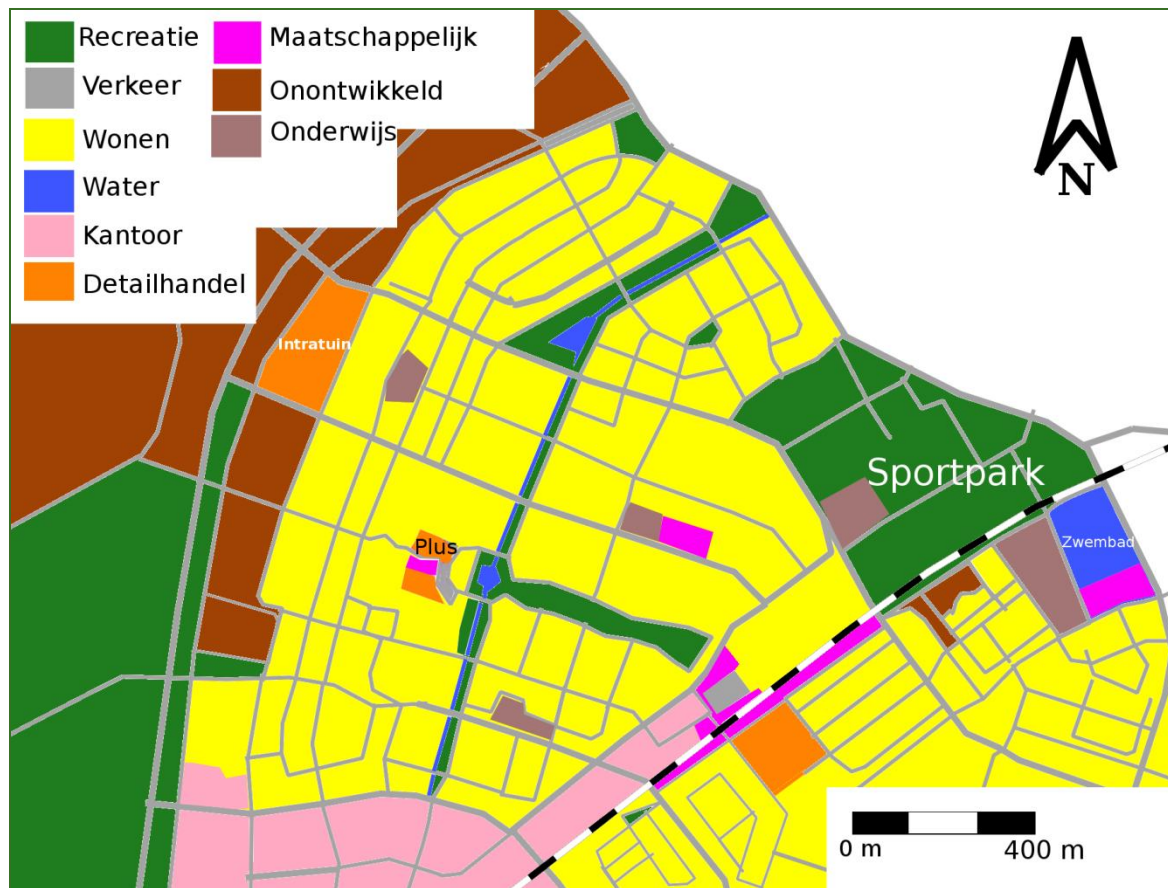 Recreatie
Verkeer
Wonen
Water
Kantoor
Detailhandel
Maatschappelijk
Onontwikkeld
Onderwijs
N
Intratuin
Sportpark
Plus
Zwembad
0 m
400 m